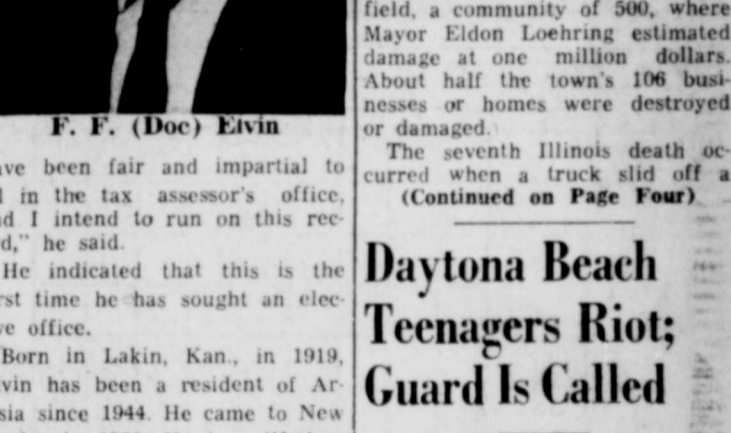 F. F. (Doc) Elvin
ve been fair and impartial to
l in the tax assessor's office,
d I intend to run on this rec-
d," he said.
He indicated that this is the
rst time he has sought an elec-
ve office.
Born in Lakin, Kan., in 1919,
vin has been a resident of Ar-
sia since 1944. He came to New
field, a community of 500, where
Mayor Eldon Loehring estimated
damage at one million dollars.
About half the town's 106 busi-
nesses or homes were destroyed
or damaged.
The seventh Illinois death oc-
curred when a truck slid off a
(Continued on Page Four)
Daytona Beach
Teenagers Riot;
Guard Is Called